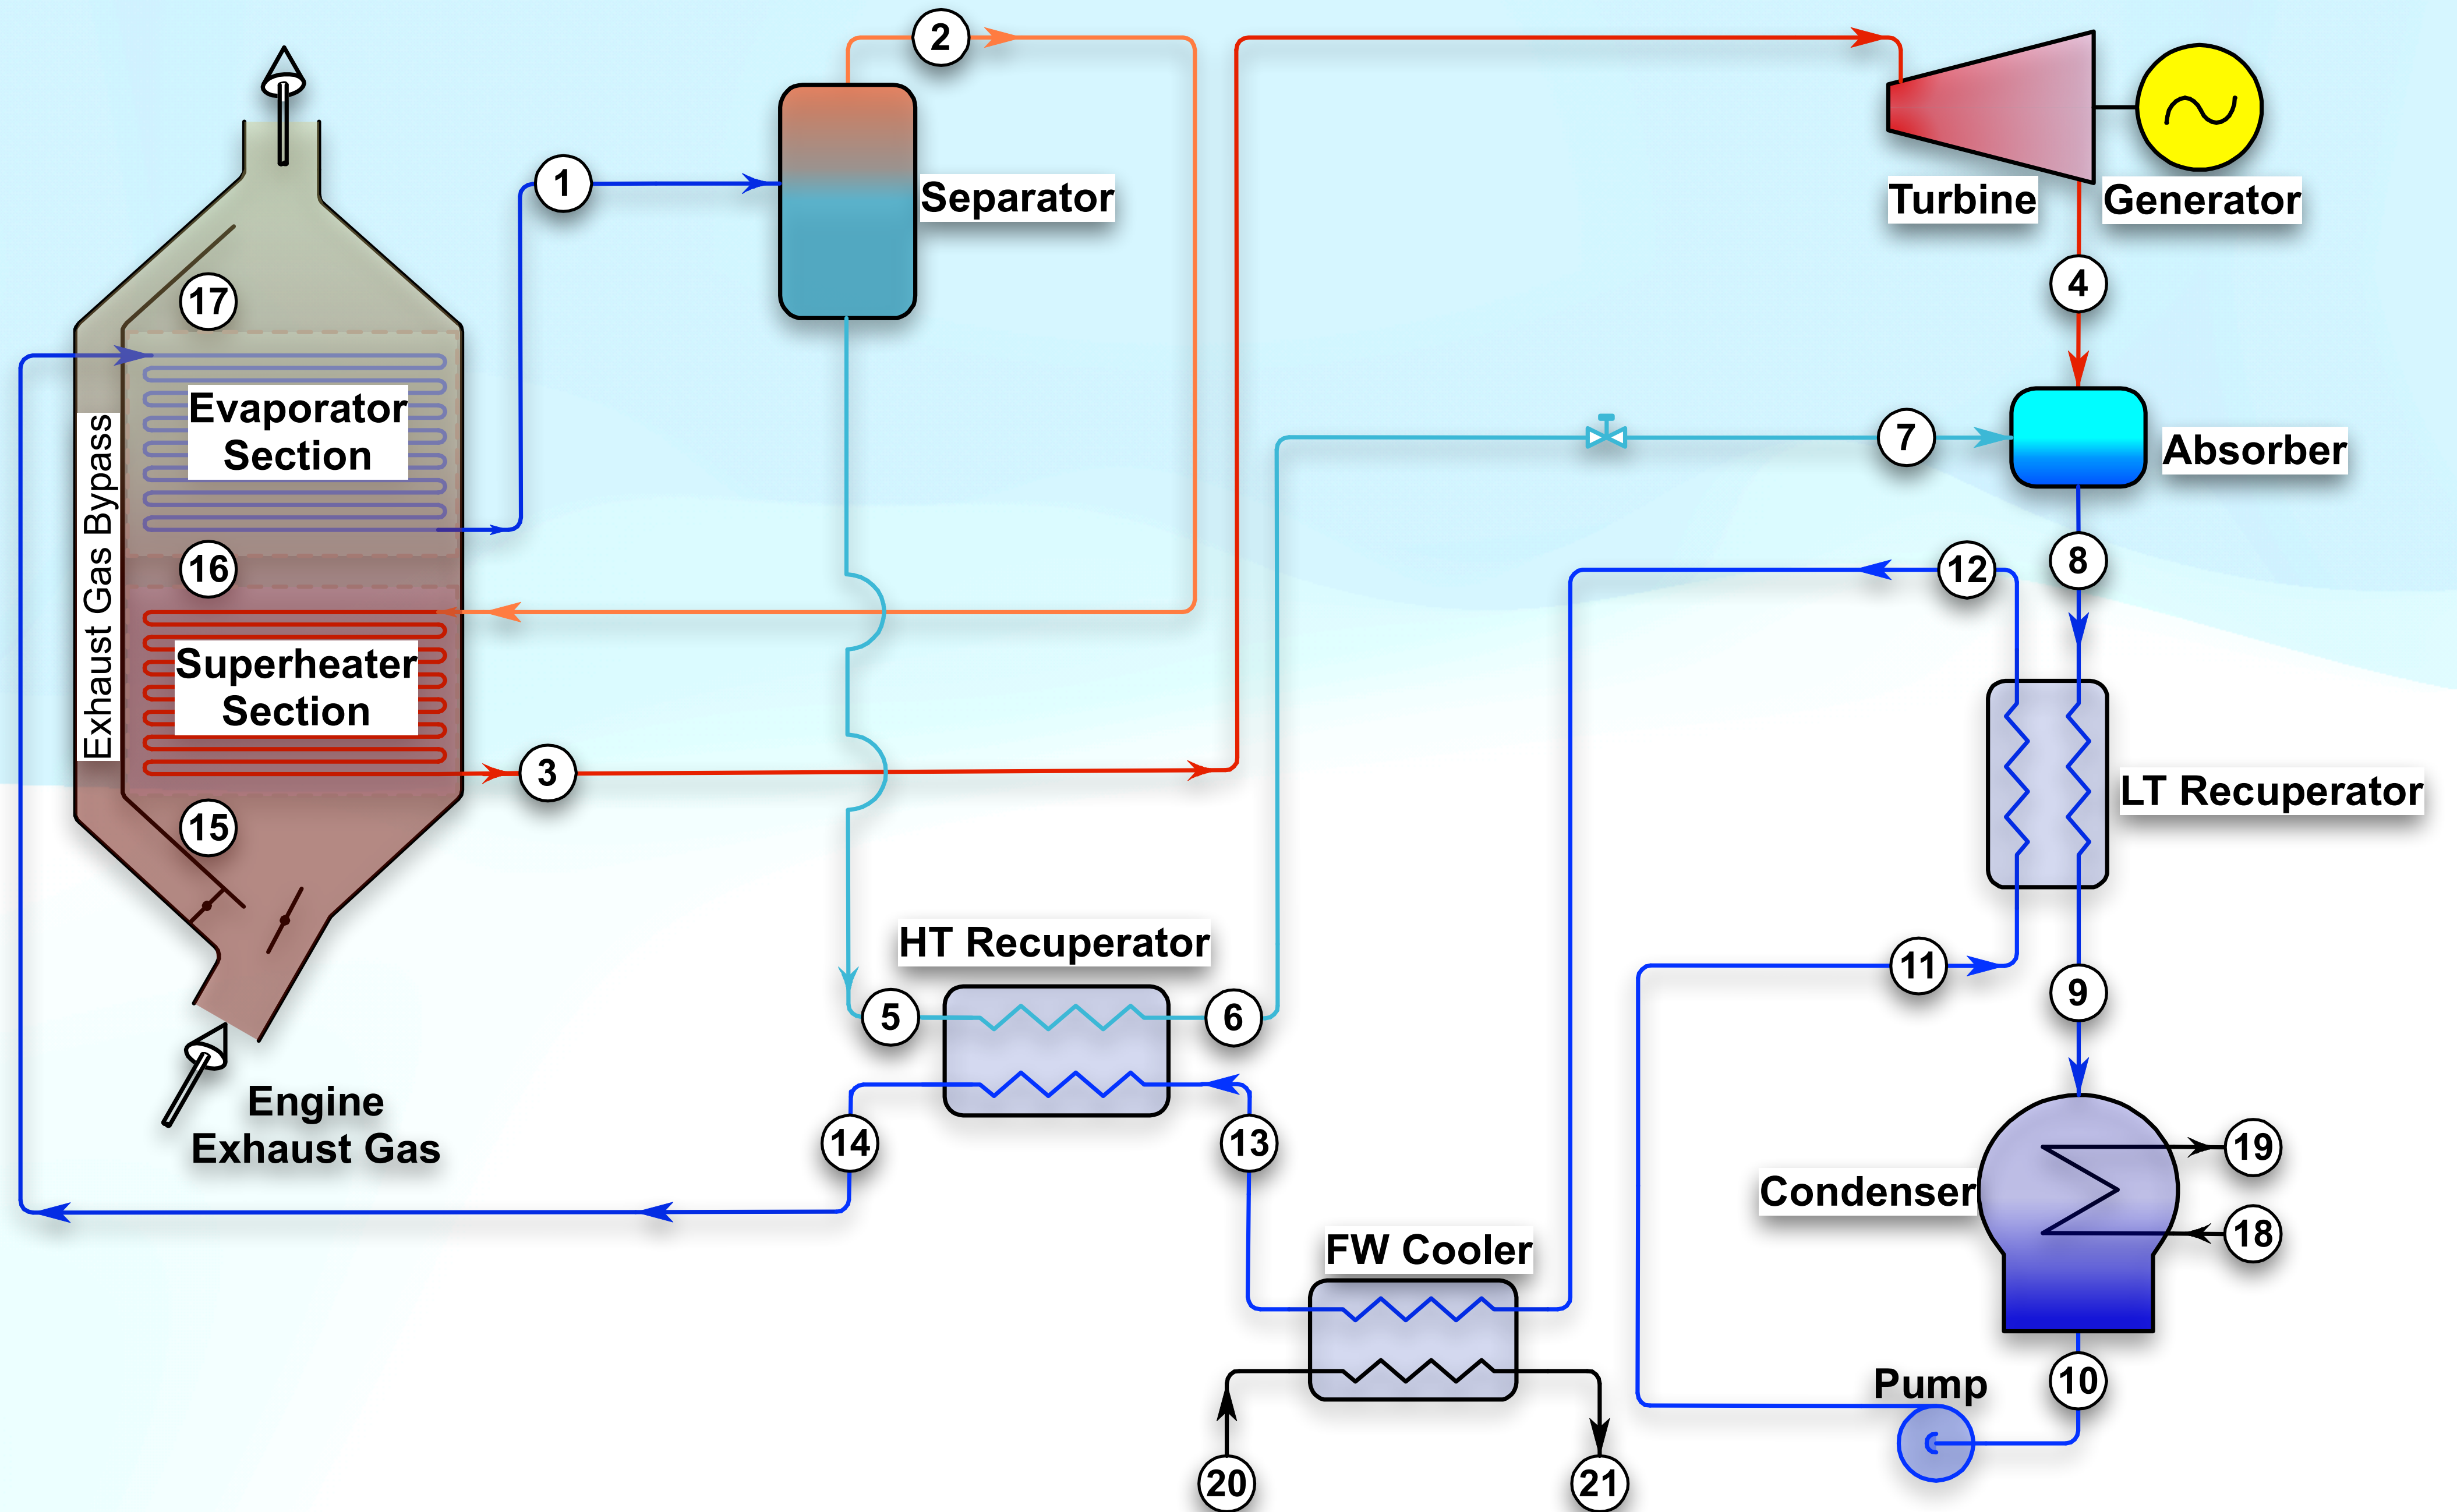 2
1
Separator
Turbine
Generator
4
17
Evaporator
Section
Exhaust Gas Bypass
7
Absorber
16
12
8
Superheater
Section
3
LT Recuperator
15
HT Recuperator
11
9
5
6
Engine
Exhaust Gas
14
13
19
Condenser
18
FW Cooler
Pump
10
20
21